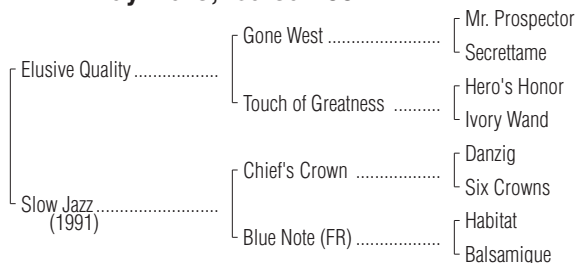 Mr. Prospector
Gone West ........................
Secrettame
Elusive Quality ..................
Hero's Honor
Touch of Greatness ..........
Ivory Wand
Danzig
Chief's Crown ...................
Six Crowns
Slow Jazz..........................
(1991)
Habitat
Blue Note (FR) ..................
Balsamique